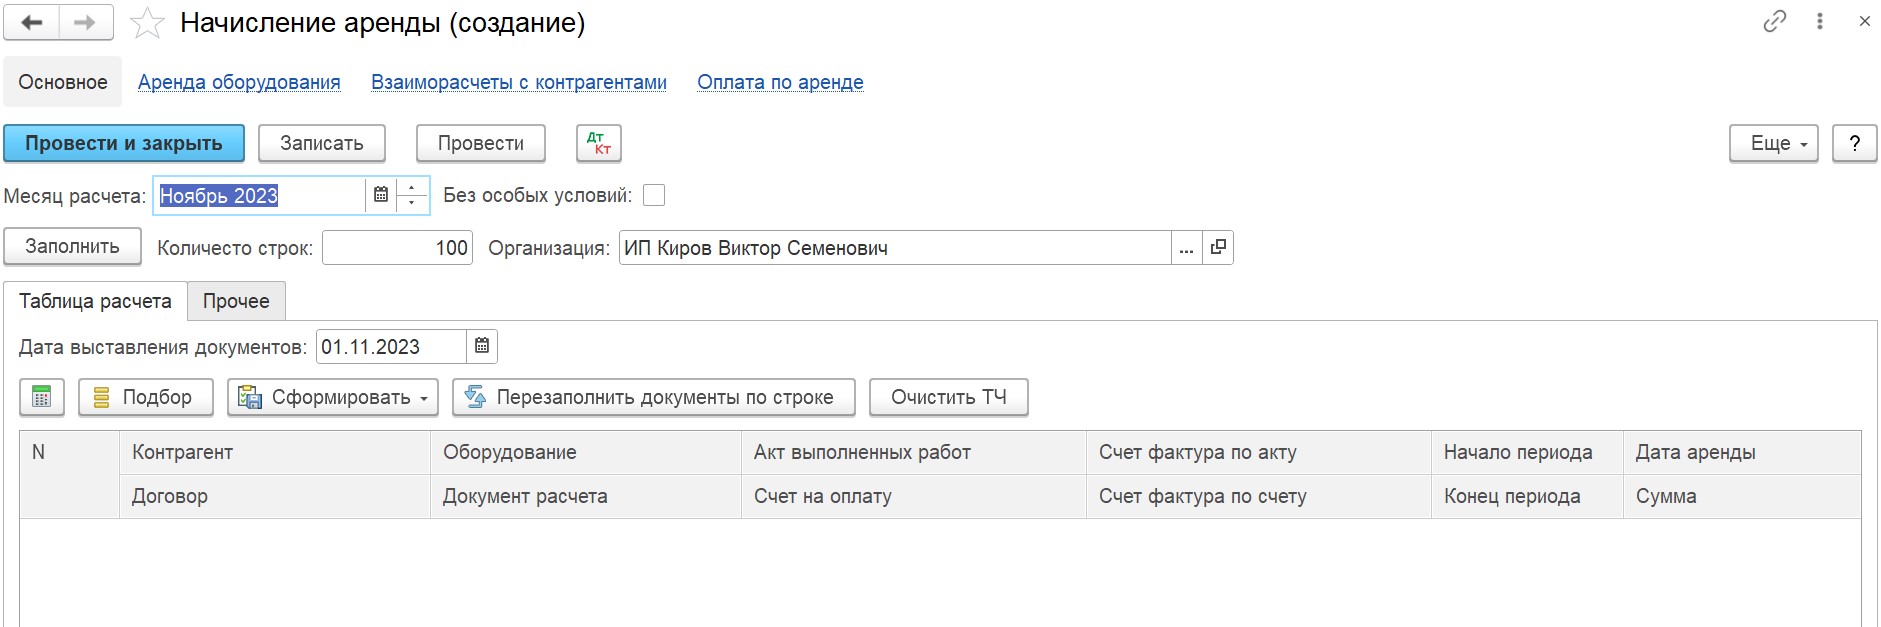 Начисление аренды (создание)
Основное Аренда оборудования Взаиморасчеты с контрагентами Оплата по аренде
Провести и закрыть Записать Провести Дт Кт Еще ?
Месяц расчета: Ноябрь 2023 Без особых условий:
Заполнить Количесто строк: 100 Организация: ИП Киров Виктор Семенович ...
Таблица расчета Прочее
Дата выставления документов: 01.11.2023
Подбор Сформировать Перезаполнить документы по строке Очистить ТЧ
N Контрагент Оборудование Акт выполненных работ Счет фактура по акту Начало периода Дата аренды
Договор Документ расчета Счет на оплату Счет фактура по счету Конец периода Сумма